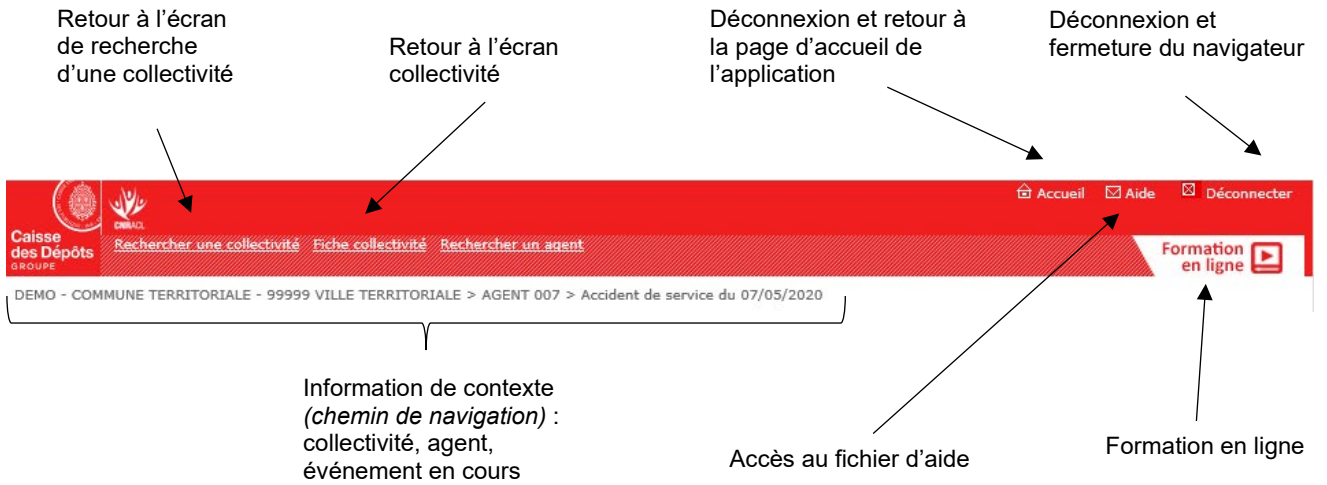 Retour à l’écran
de recherche
d’une collectivité
Retour à l’écran
collectivité
Déconnexion et retour à
la page d’accueil de
l’application
Déconnexion et
fermeture du navigateur
Accueil Aide Déconnecter
CNRACL
Caisse
des Dépôts
GROUPE
Rechercher une collectivité Fiche collectivité Rechercher un agent
Formation
en ligne
DEMO - COMMUNE TERRITORIALE - 99999 VILLE TERRITORIALE > AGENT 007 > Accident de service du 07/05/2020
Information de contexte
(chemin de navigation) :
collectivité, agent,
événement en cours
Accès au fichier d’aide
Formation en ligne